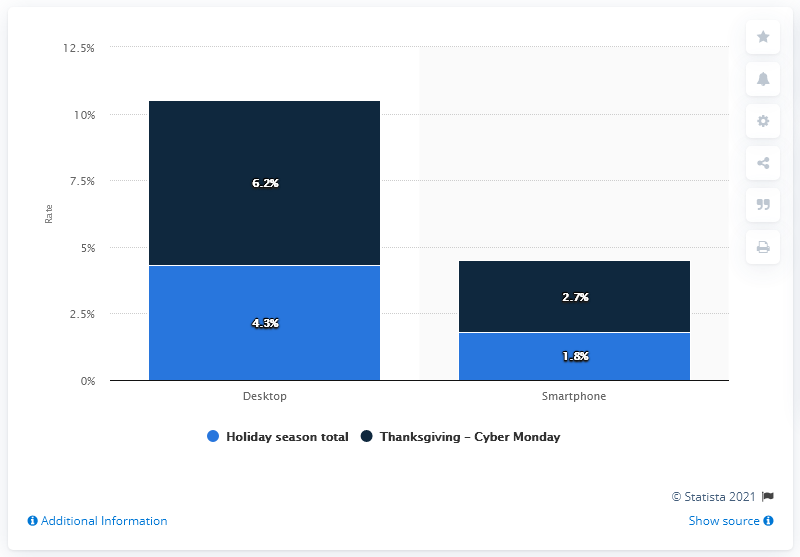 12.5%
10%
7.5%
5%
2.5%
0%
Rate
6.2%
4.3%
2.7%
1.8%
Desktop
Smartphone
Holiday season total
Thanksgiving - Cyber Monday
© Statista 2021
Additional Information
Show source